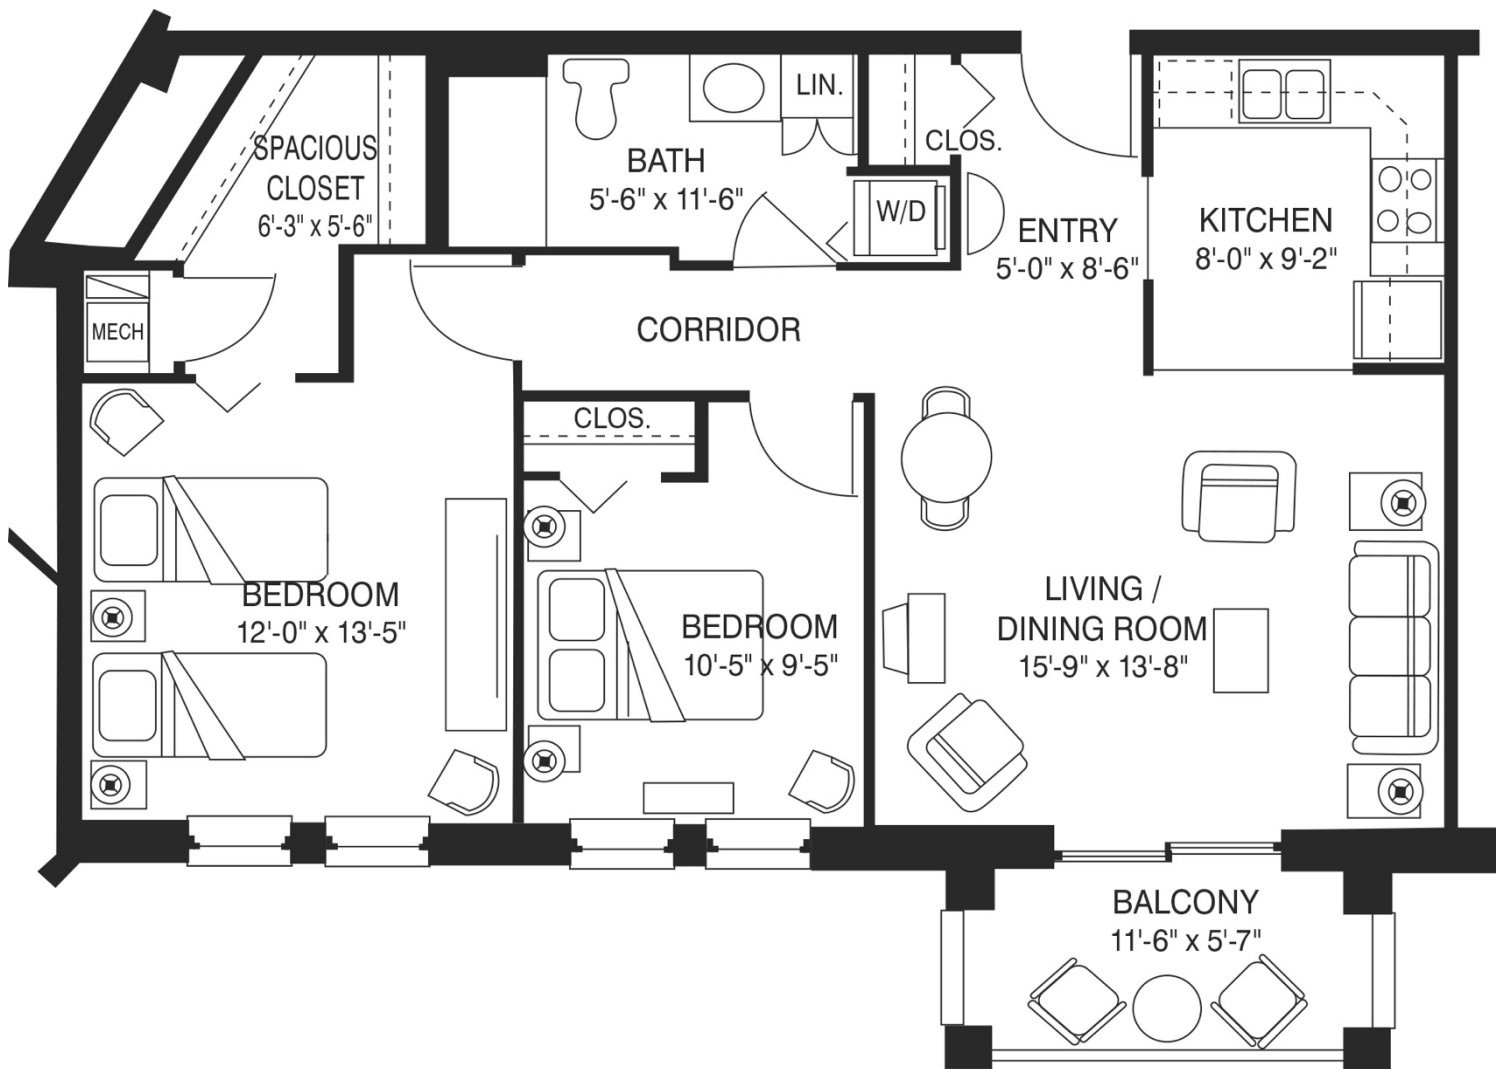 SPACIOUS
CLOSET
6'-3" x 5'-6"
BATH
5'-6" x 11'-6"
LIN.
CLOS.
W/D
ENTRY
5'-0" x 8'-6"
KITCHEN
8'-0" x 9'-2"
MECH
CORRIDOR
CLOS.
BEDROOM
12'-0" x 13'-5"
BEDROOM
10'-5" x 9'-5"
LIVING /
DINING ROOM
15'-9" x 13'-8"
BALCONY
11'-6" x 5'-7"